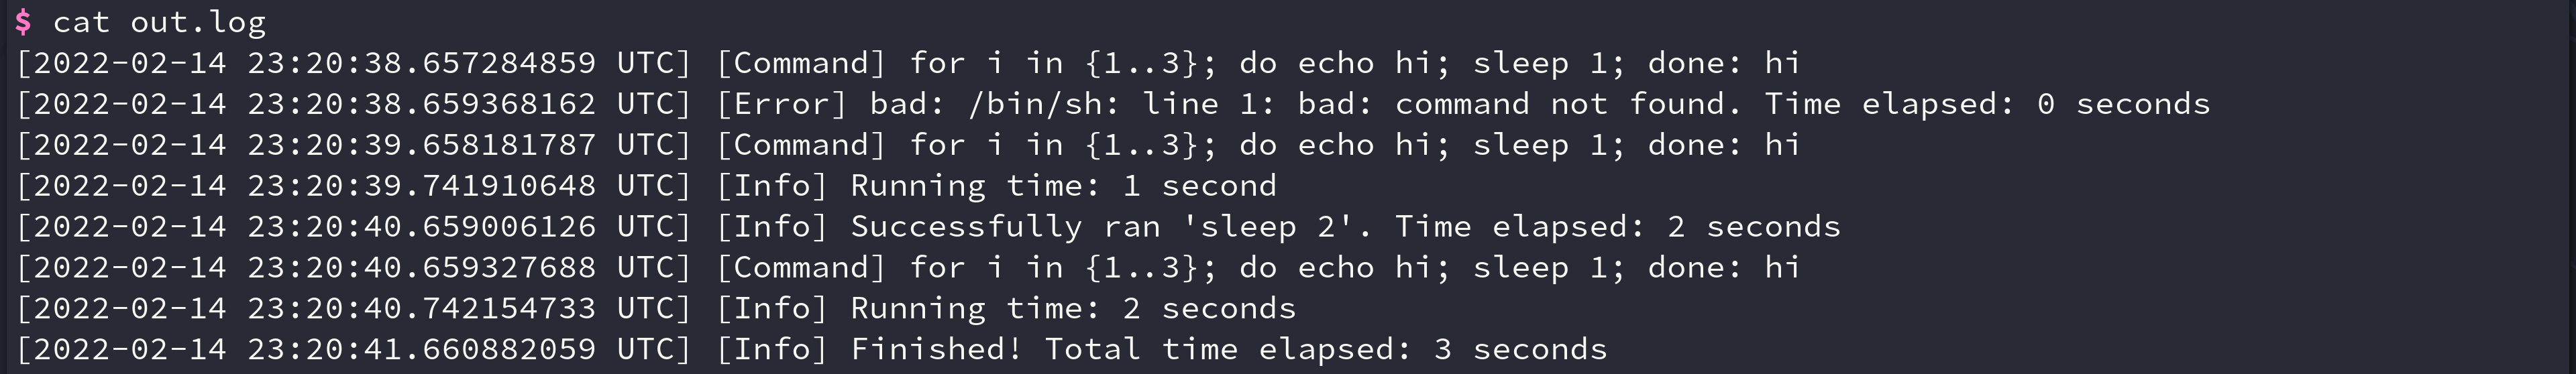 $ cat out.log
[2022-02-14 23:20:38.657284859 UTC] [Command] for i in {1..3}; do echo hi; sleep 1; done: hi
[2022-02-14 23:20:38.659368162 UTC] [Error] bad: /bin/sh: line 1: bad: command not found. Time elapsed: 0 seconds
[2022-02-14 23:20:39.658181787 UTC] [Command] for i in {1..3}; do echo hi; sleep 1; done: hi
[2022-02-14 23:20:39.741910648 UTC] [Info] Running time: 1 second
[2022-02-14 23:20:40.659006126 UTC] [Info] Successfully ran 'sleep 2'. Time elapsed: 2 seconds
[2022-02-14 23:20:40.659327688 UTC] [Command] for i in {1..3}; do echo hi; sleep 1; done: hi
[2022-02-14 23:20:40.742154733 UTC] [Info] Running time: 2 seconds
[2022-02-14 23:20:41.660882059 UTC] [Info] Finished! Total time elapsed: 3 seconds